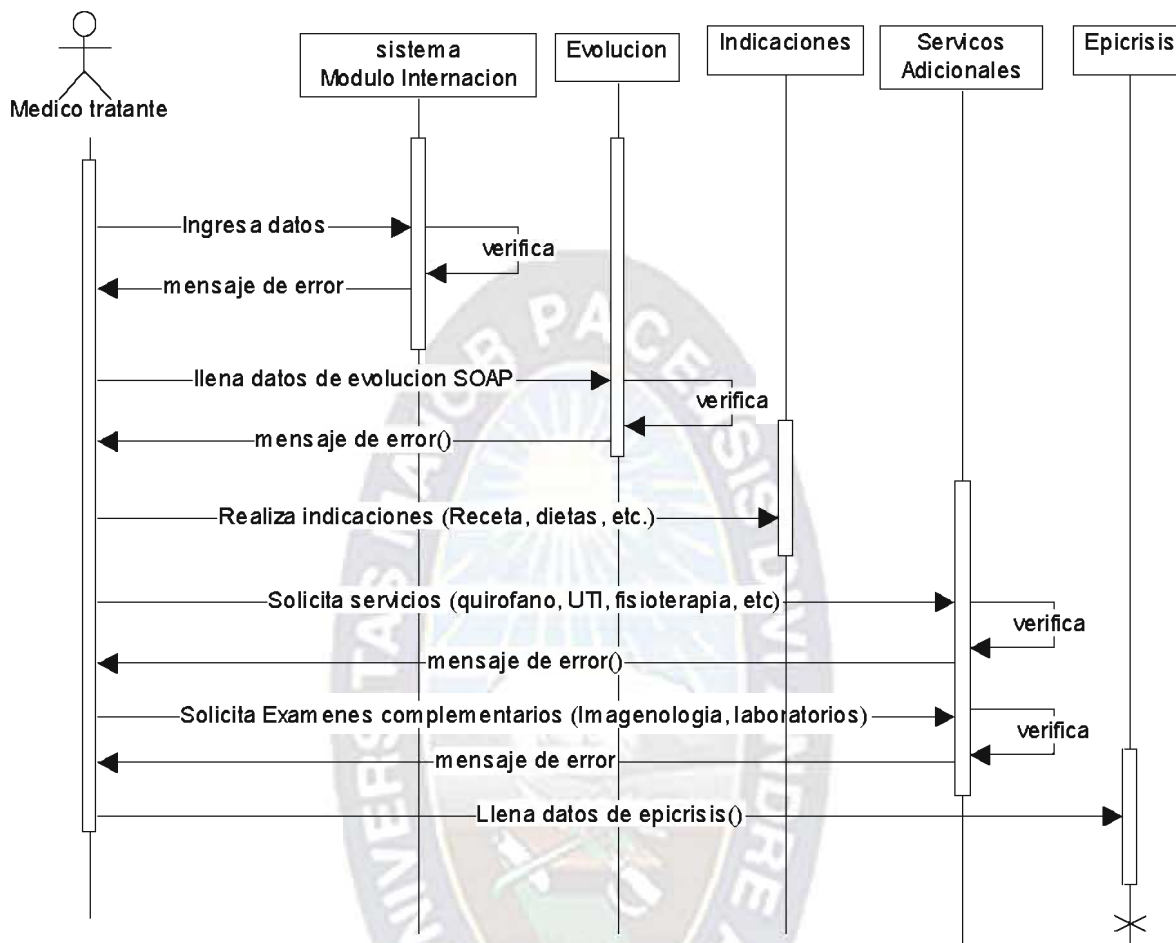 Medico tratante
sistema
Modulo Internacion
Evolucion
Indicaciones
Servicos
Adicionales
Epicrisis
Ingresa datos
verifica
mensaje de error
llena datos de evolucion SOAP
verifica
mensaje de error()
Realiza indicaciones (Receta, dietas, etc.)
Solicita servicios (quirofano, UTI, fisioterapia, etc)
verifica
mensaje de error()
Solicita Examenes complementarios (Imagenologia, laboratorios)
verifica
mensaje de error
Llena datos de epicrisis()